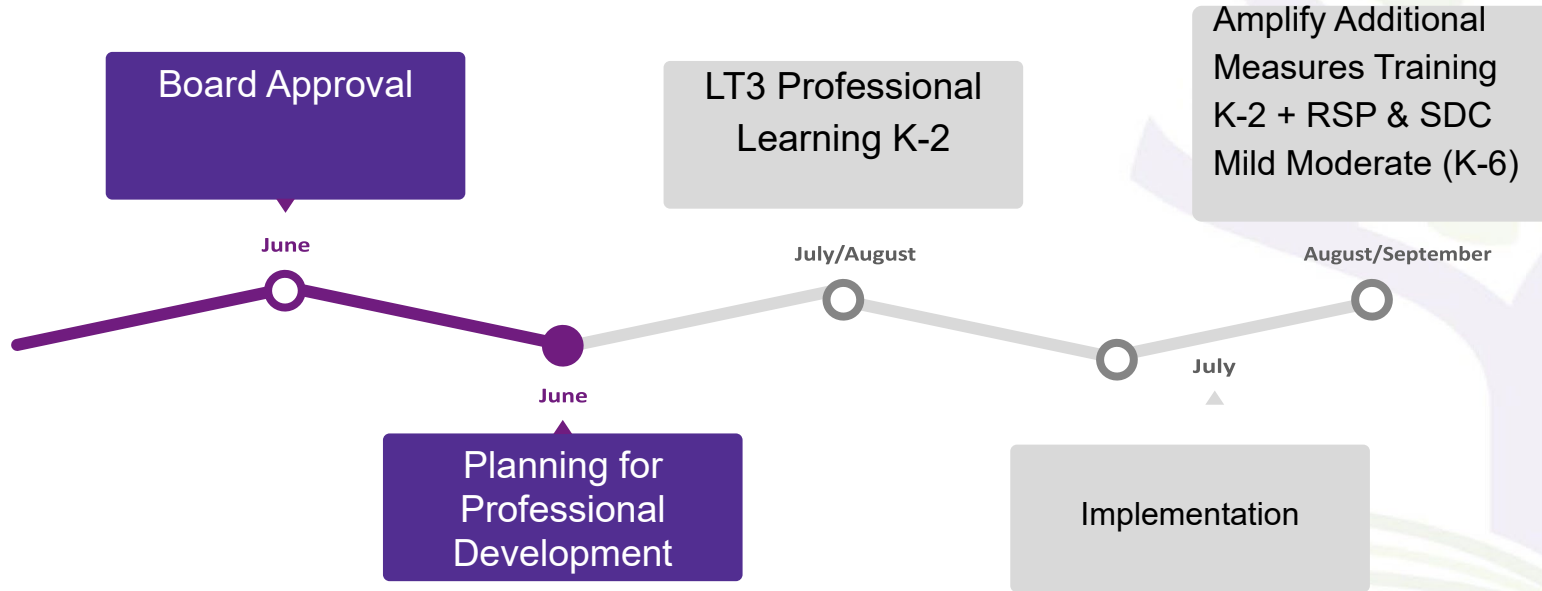 Board Approval
June
June
Planning for
Professional
Development
LT3 Professional
Learning K-2
July/August
July
Implementation
Amplify Additional
Measures Training
K-2 + RSP & SDC
Mild Moderate (K-6)
August/September